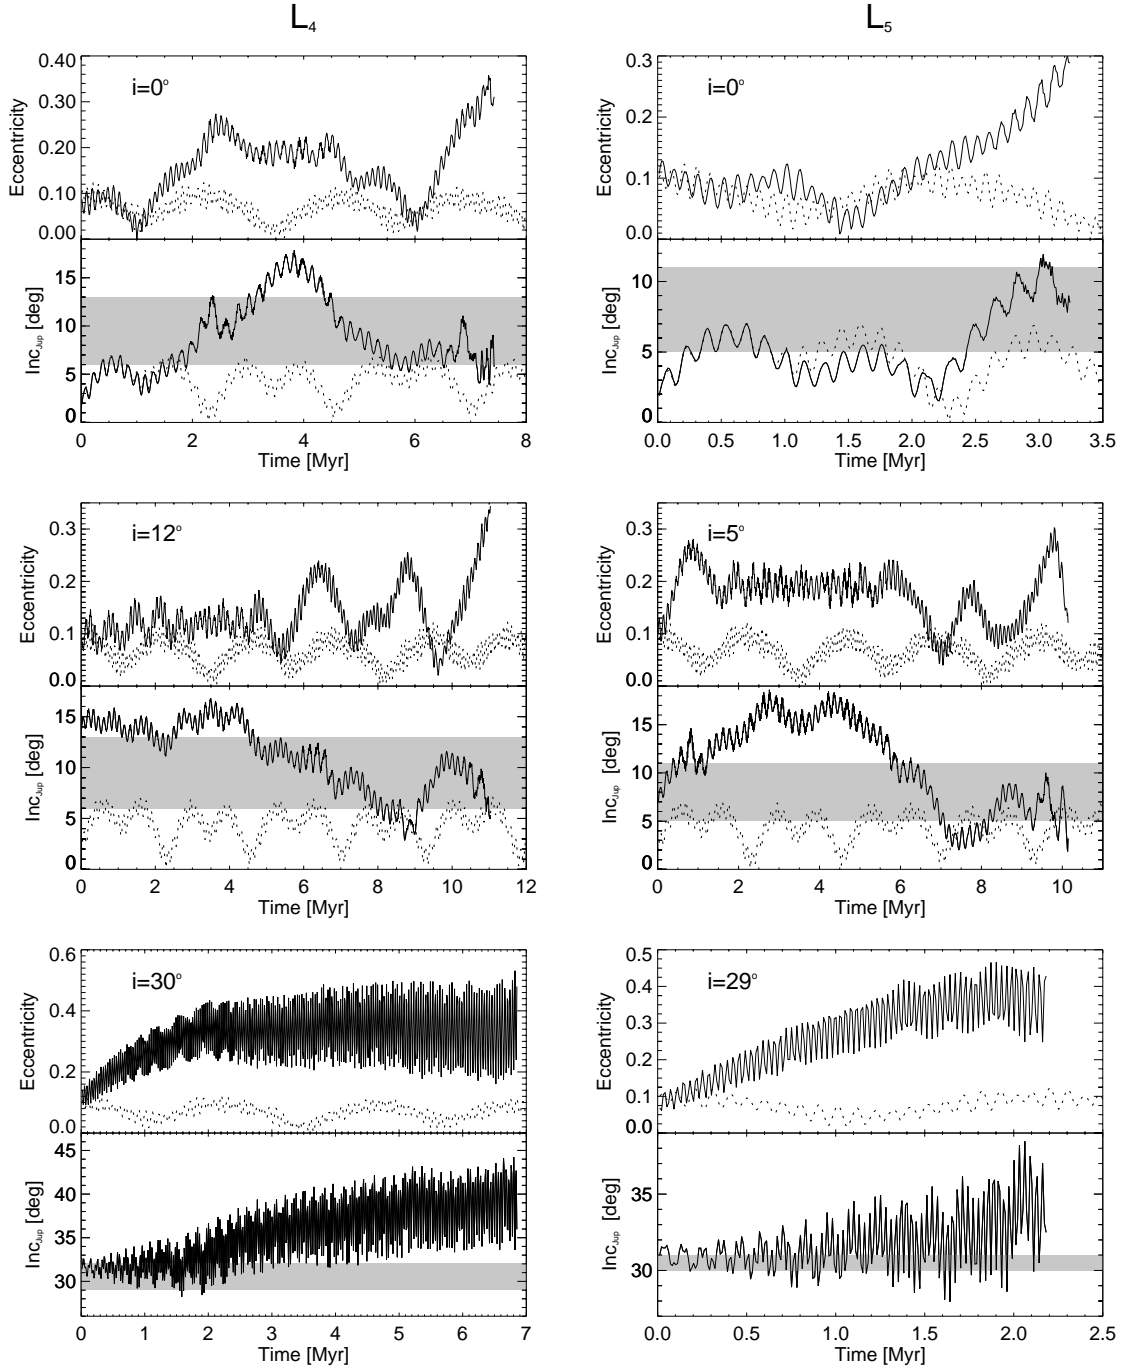 L4 L5
i=0° i=0°
Eccentricity Eccentricity
0.40 0.30 0.20 0.10 0.00
0.3 0.2 0.1 0.0
Inc_Jup [deg] Inc_Jup [deg]
15 10 5 0
10 5 0
0 2 4 6 8
0.0 0.5 1.0 1.5 2.0 2.5 3.0 3.5
Time [Myr] Time [Myr]
i=12° i=5°
Eccentricity Eccentricity
0.3 0.2 0.1 0.0
0.3 0.2 0.1 0.0
Inc_Jup [deg] Inc_Jup [deg]
15 10 5 0
15 10 5 0
0 2 4 6 8 10 12
0 2 4 6 8 10
Time [Myr] Time [Myr]
i=30° i=29°
Eccentricity Eccentricity
0.6 0.4 0.2 0.0
0.5 0.4 0.3 0.2 0.1 0.0
Inc_Jup [deg] Inc_Jup [deg]
45 40 35 30
35 30
0 1 2 3 4 5 6 7
0.0 0.5 1.0 1.5 2.0 2.5
Time [Myr] Time [Myr]